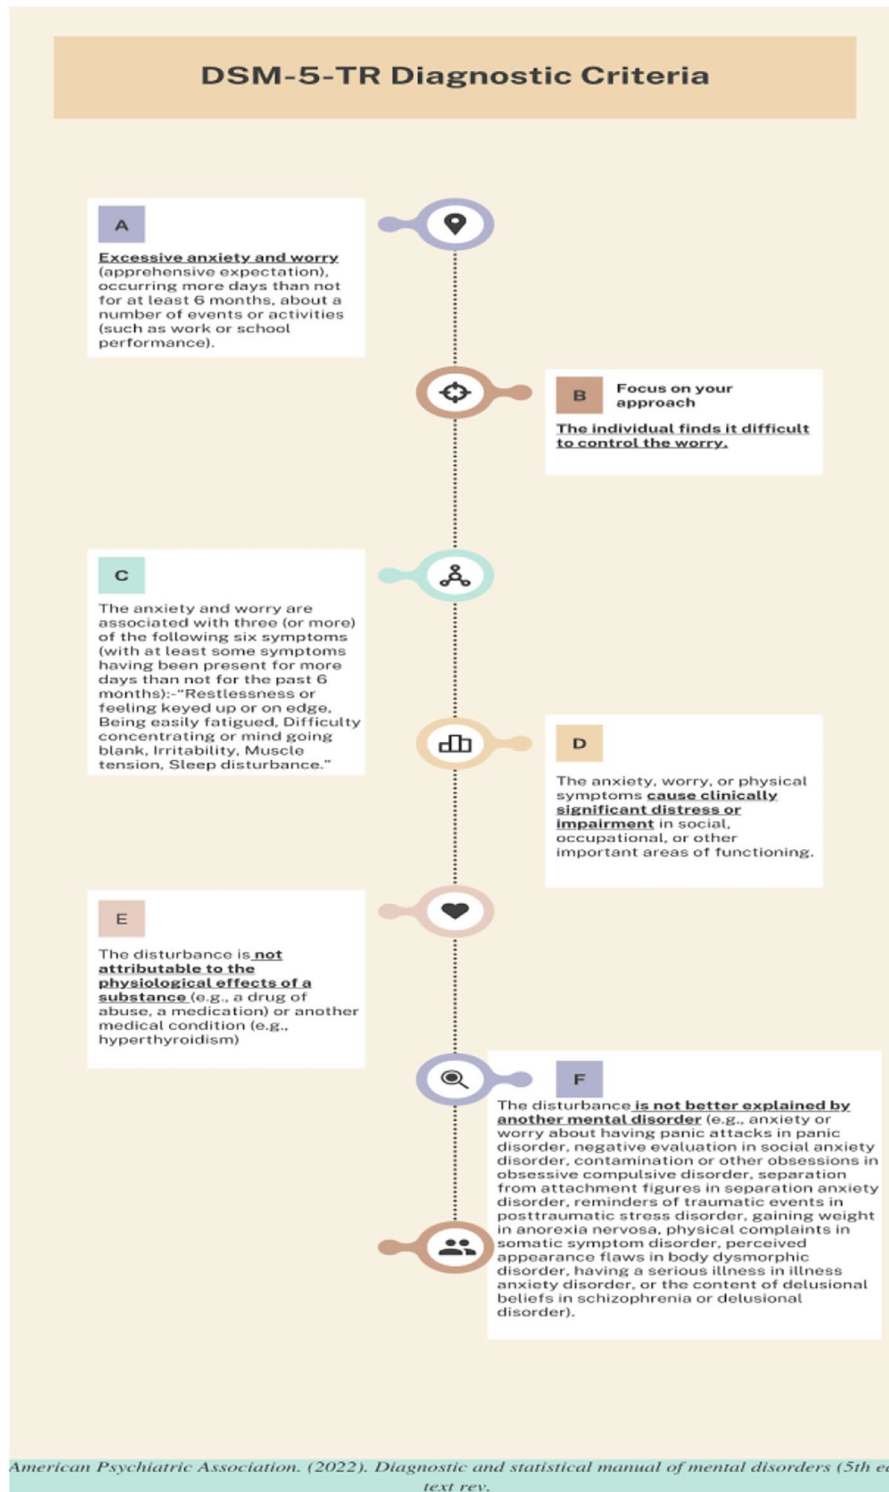 DSM-5-TR Diagnostic Criteria
A
Excessive anxiety and worry
(apprehensive expectation),
occurring more days than not
for at least 6 months, about a
number of events or activities
(such as work or school
performance).
B
Focus on your
approach
The individual finds it difficult
to control the worry.
C
The anxiety and worry are
associated with three (or more)
of the following six symptoms
(with at least some symptoms
having been present for more
days than not for the past 6
months):-“Restlessness or
feeling keyed up or on edge,
Being easily fatigued, Difficulty
concentrating or mind going
blank, Irritability, Muscle
tension, Sleep disturbance.”
D
The anxiety, worry, or physical
symptoms cause clinically
significant distress or
impairment in social,
occupational, or other
important areas of functioning.
E
The disturbance is not
attributable to the
physiological effects of a
substance (e.g., a drug of
abuse, a medication) or another
medical condition (e.g.,
hyperthyroidism)
F
The disturbance is not better explained by
another mental disorder (e.g., anxiety or
worry about having panic attacks in panic
disorder, negative evaluation in social anxiety
disorder, contamination or other obsessions in
obsessive compulsive disorder, separation
from attachment figures in separation anxiety
disorder, reminders of traumatic events in
posttraumatic stress disorder, gaining weight
in anorexia nervosa, physical complaints in
somatic symptom disorder, perceived
appearance flaws in body dysmorphic
disorder, having a serious illness in illness
anxiety disorder, or the content of delusional
beliefs in schizophrenia or delusional
disorder).
American Psychiatric Association. (2022). Diagnostic and statistical manual of mental disorders (5th
text rev.